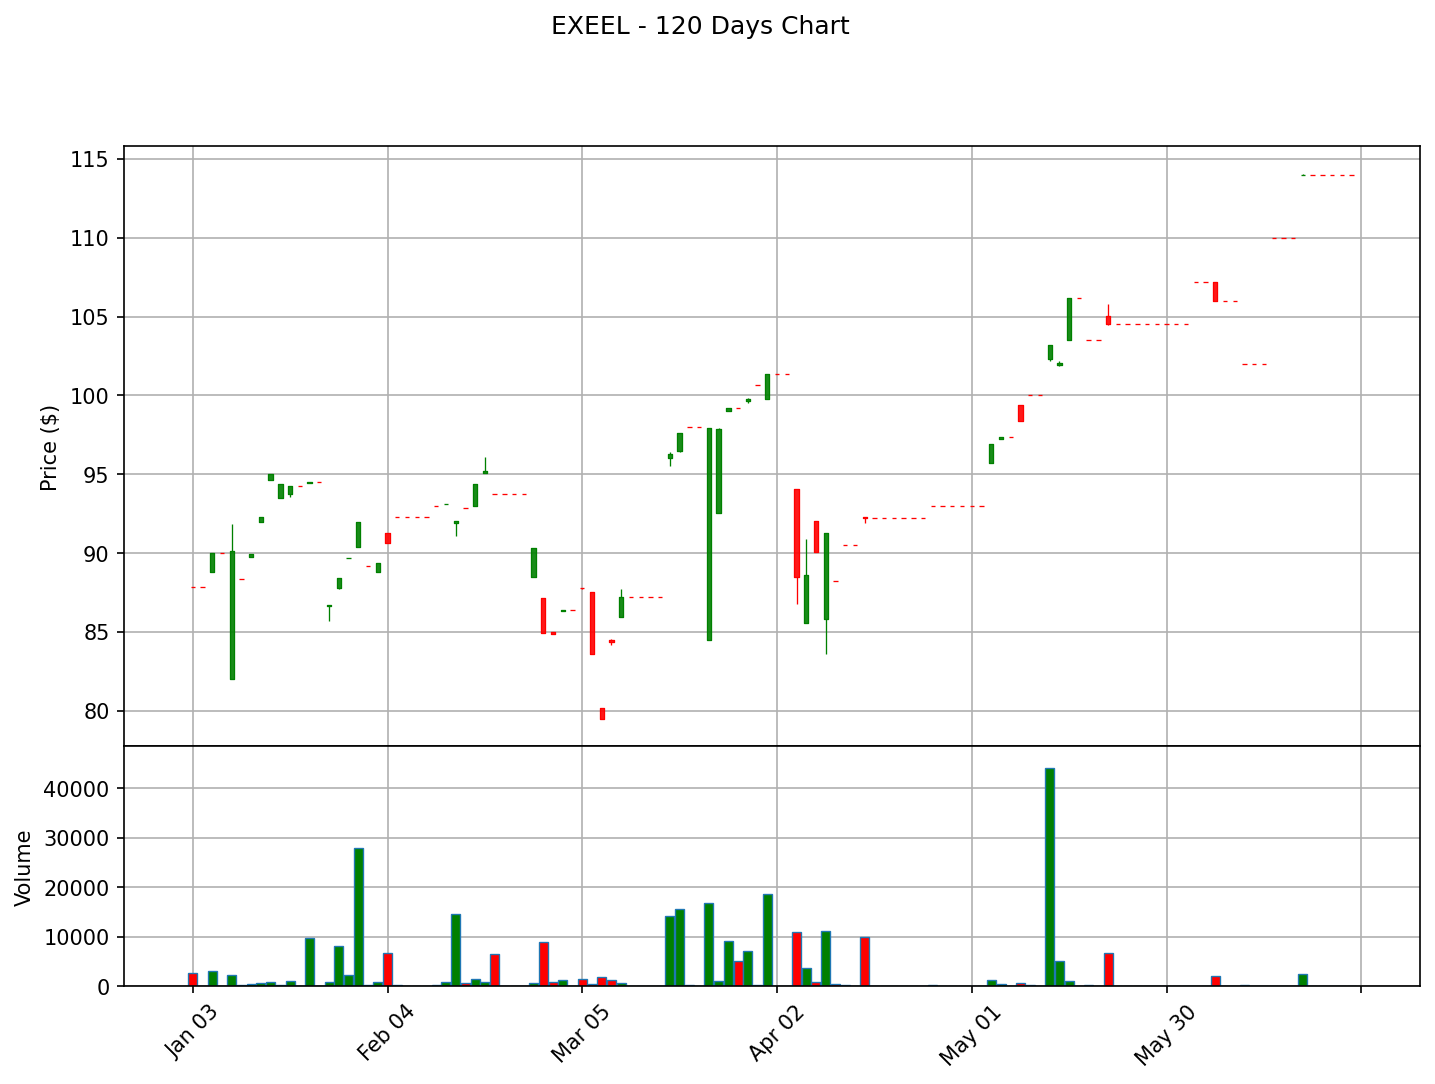 EXEEL - 120 Days Chart
115
110
105
100
95
90
85
80
Price ($)
40000
30000
20000
10000
0
Volume
Jan 03
Feb 04
Mar 05
Apr 02
May 01
May 30